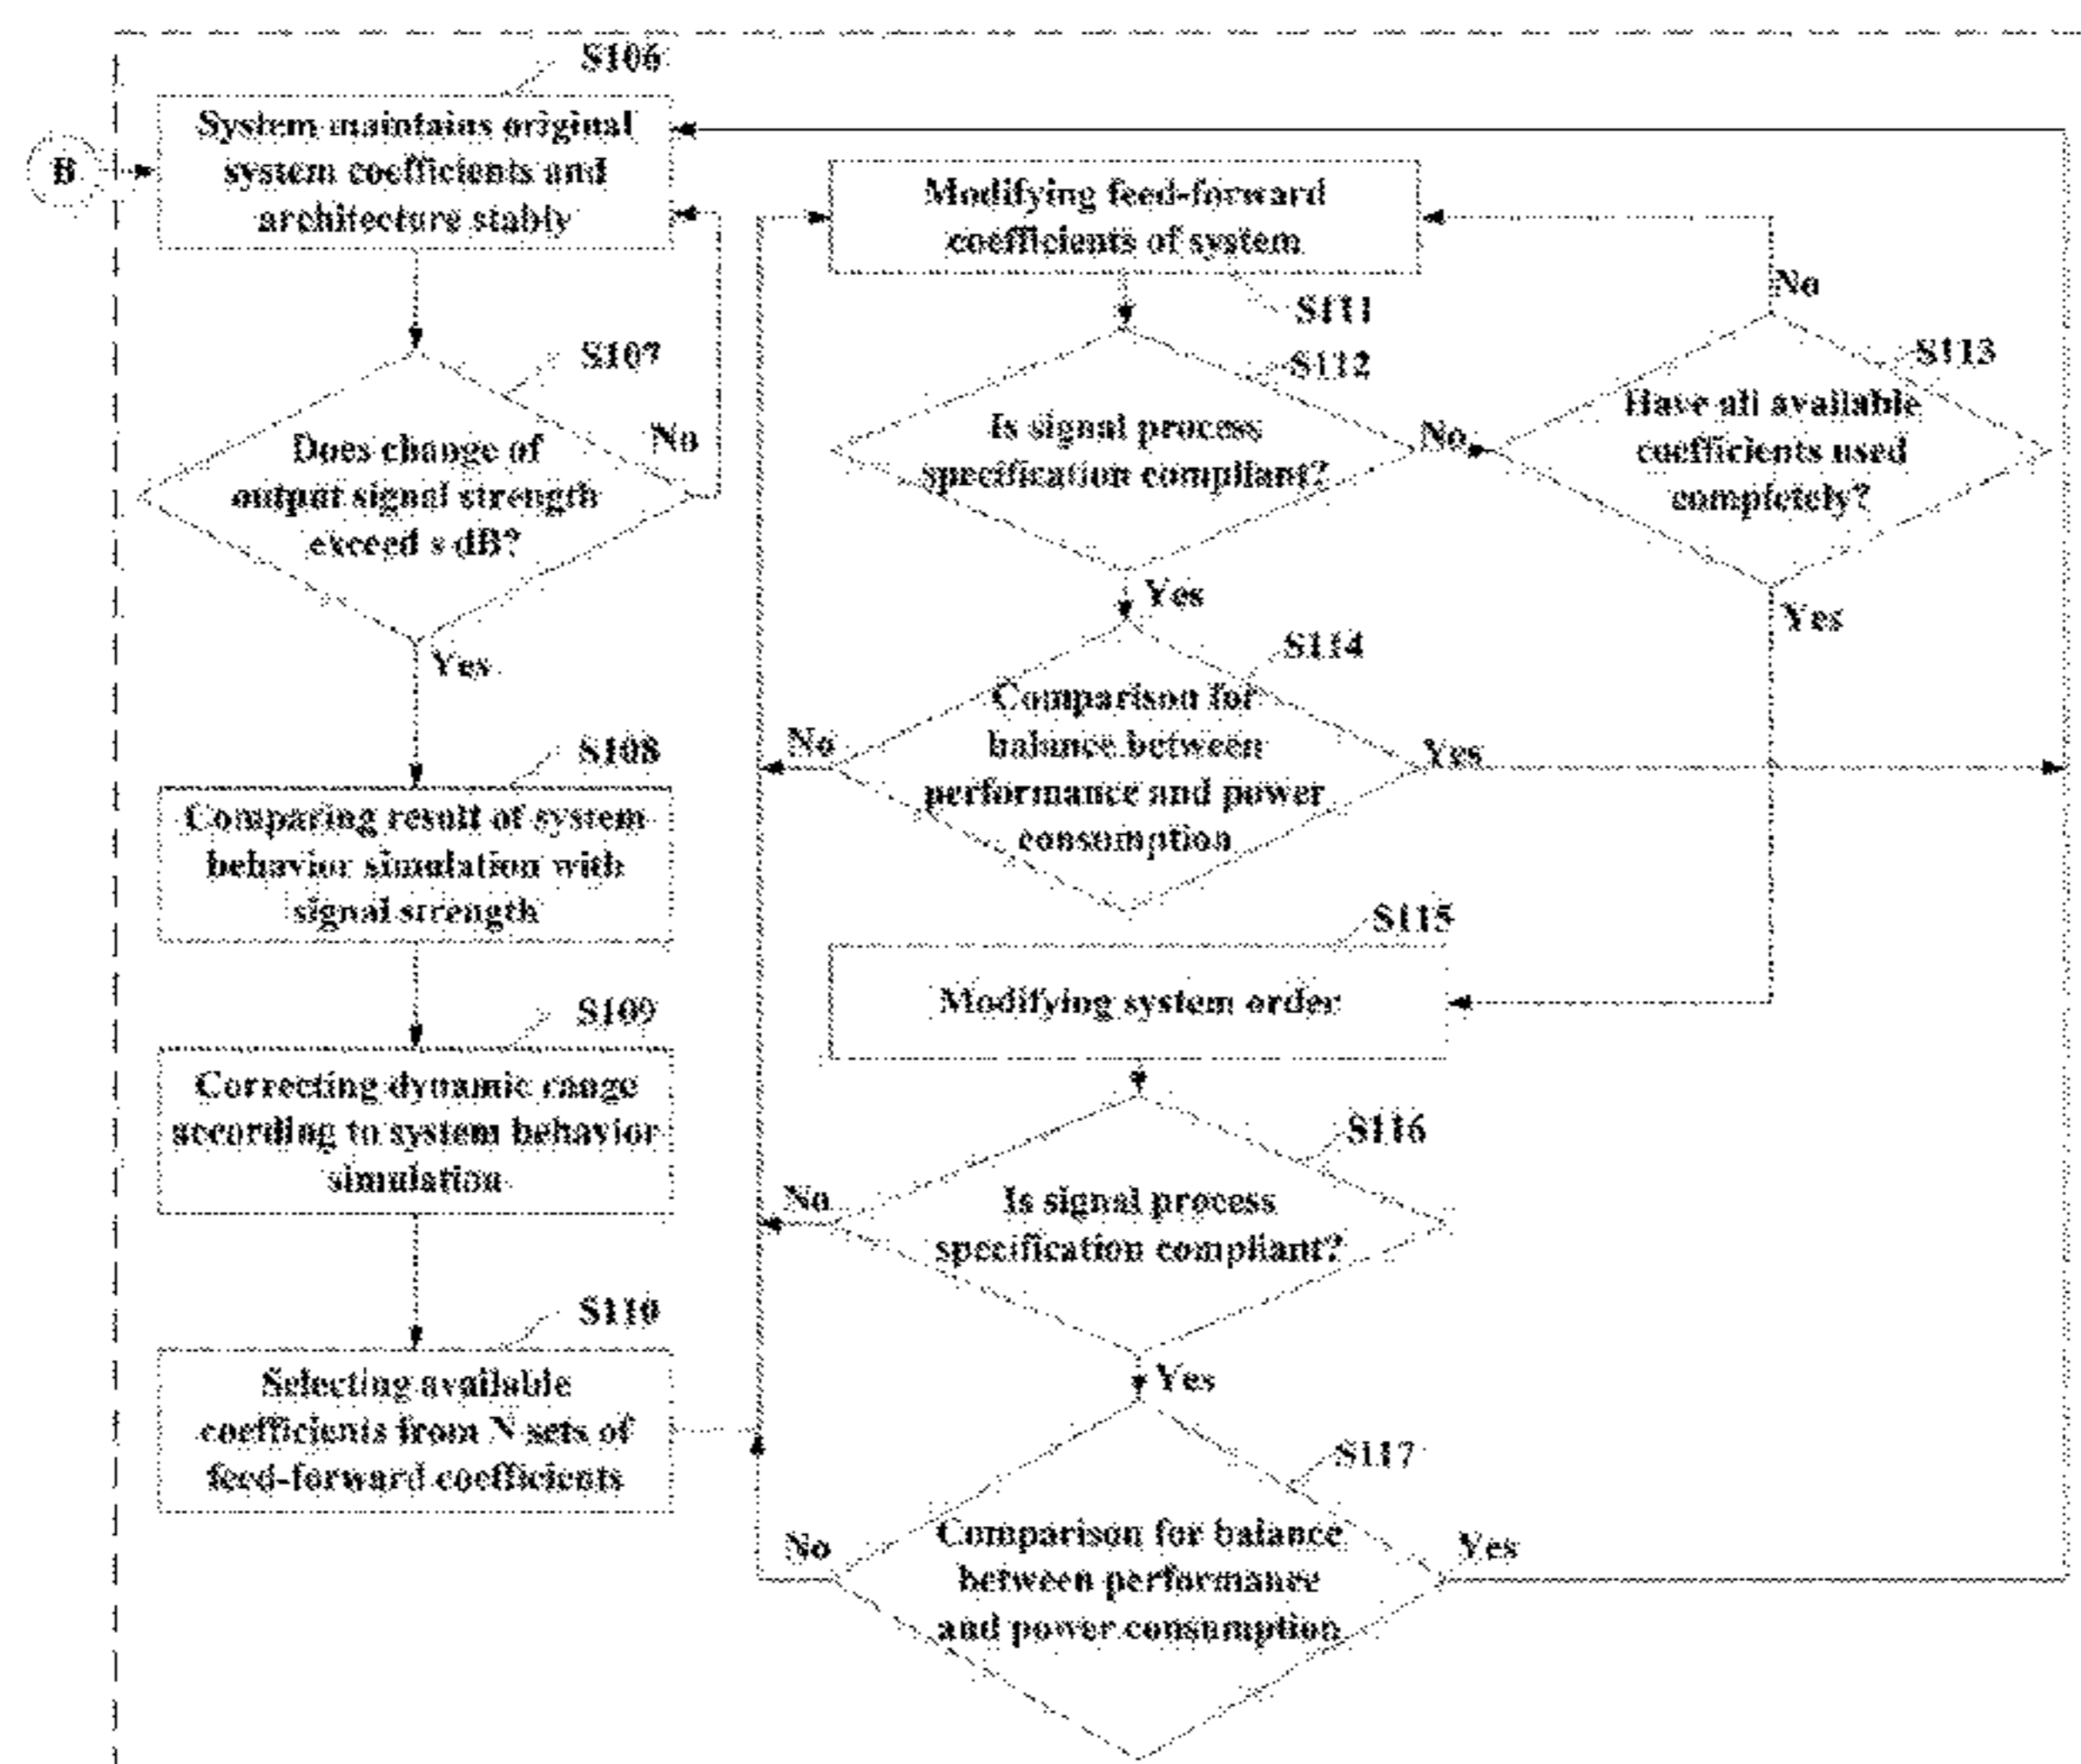 S106
B
System maintains original
system coefficients and
architecture stably
S107
Does change of
output signal strength
exceed s dB?
No
Yes
S108
Comparing result of system
behavior simulation with
signal strength
S109
Correcting dynamic range
according to system behavior
simulation
S110
Selecting available
coefficients from N sets of
feed-forward coefficients
Modifying feed-forward
coefficients of system
S111
S112
Is signal process
specification compliant?
No
Yes
S113
Have all available
coefficients used
completely?
No
Yes
S114
Comparison for
balance between
performance and power
consumption
No
Yes
S115
Modifying system order
S116
Is signal process
specification compliant?
No
Yes
S117
Comparison for balance
between performance
and power consumption
No
Yes